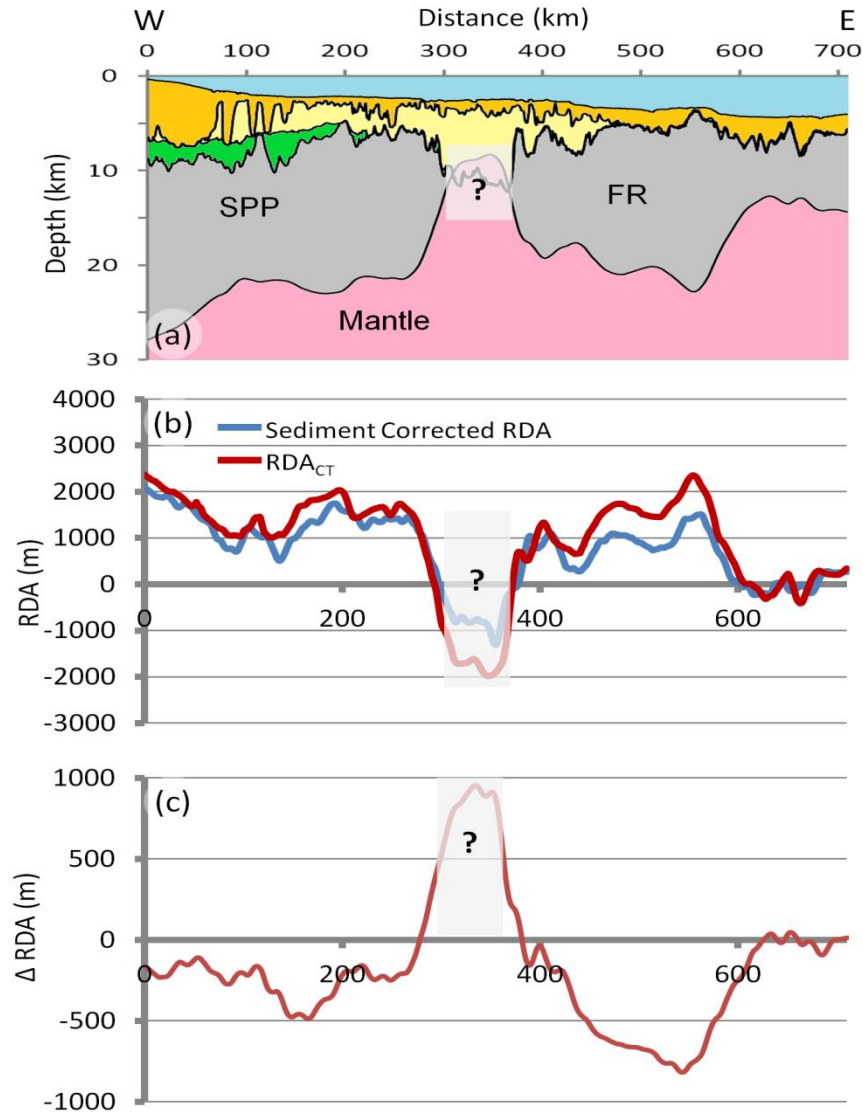 W Distance (km) E
0 100 200 300 400 500 600 700
0
10
20
30
Depth (km)
SPP
?
FR
Mantle
(a)
4000
3000
2000
1000
0
-1000
-2000
-3000
RDA (m)
(b)
Sediment Corrected RDA
RDACT
?
0 200 400 600
1000
500
0
-500
-1000
Δ RDA (m)
(c)
?
0 200 400 600